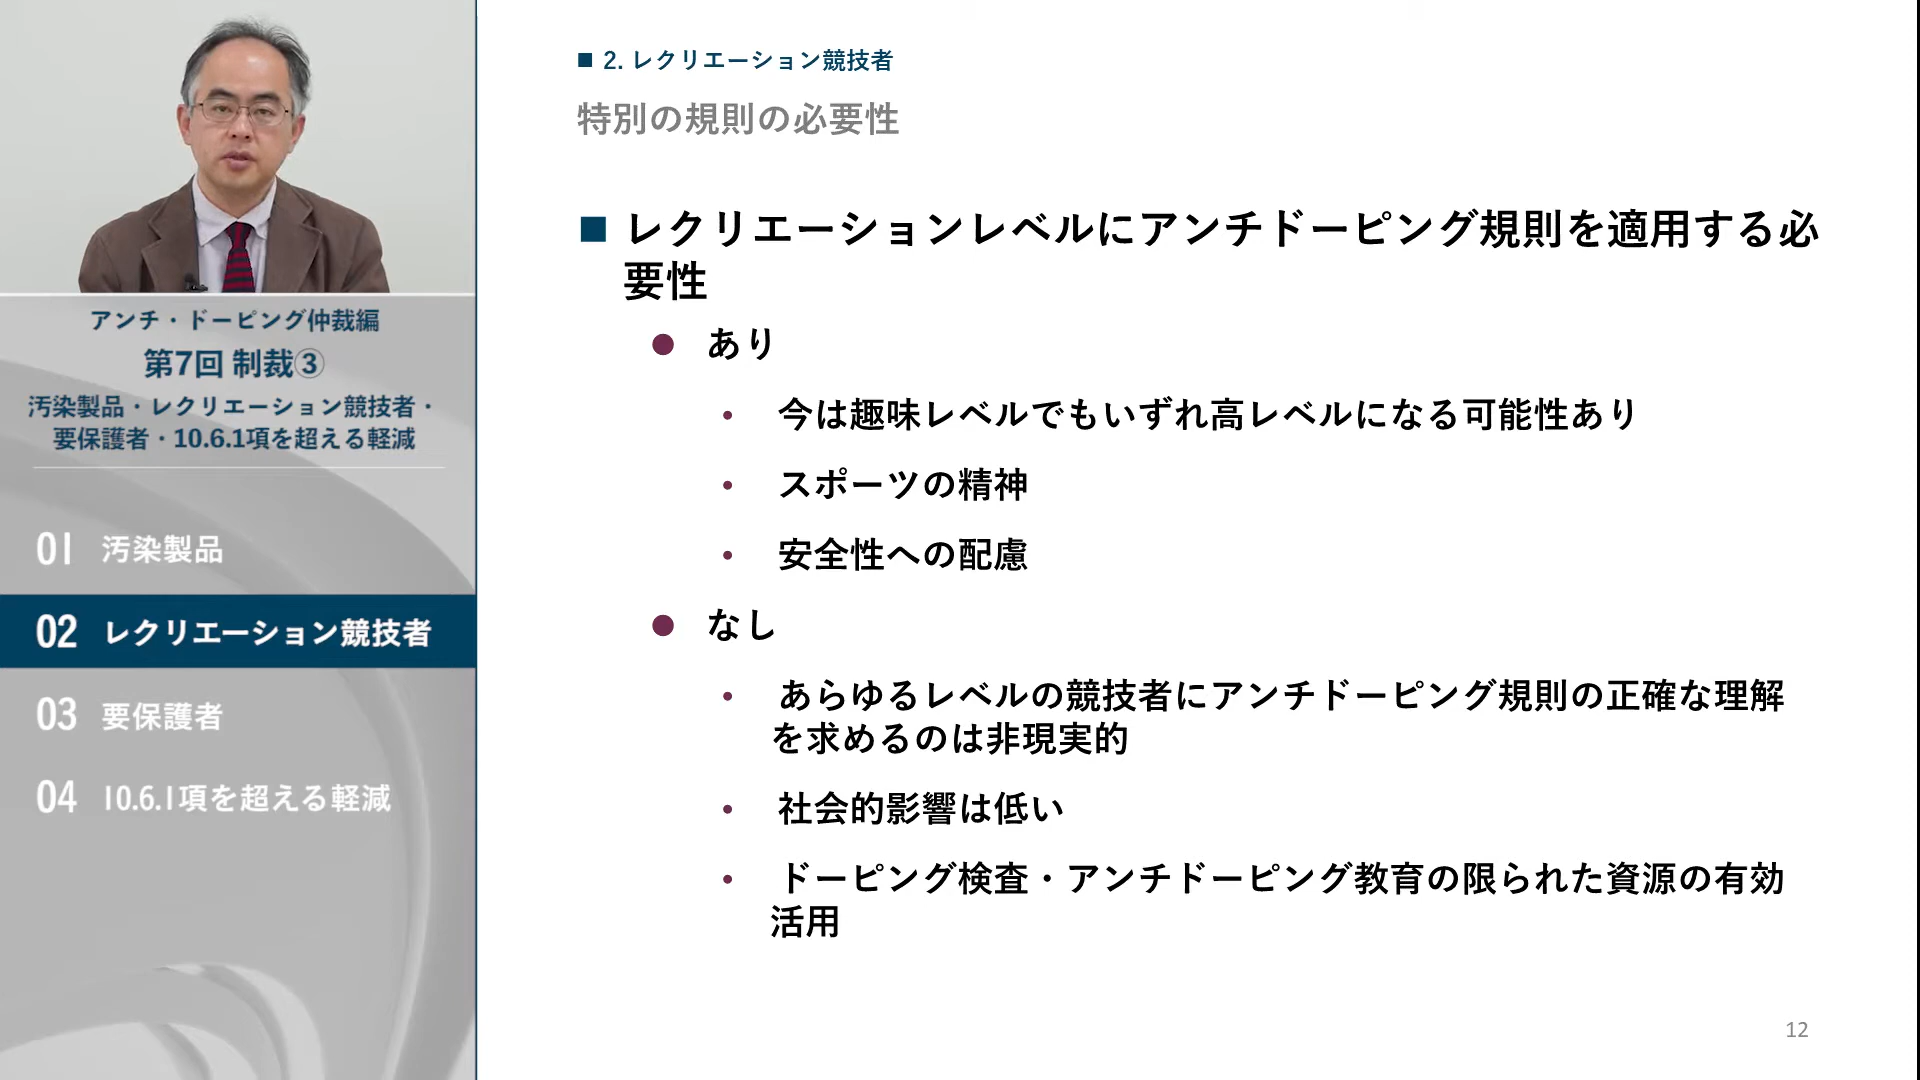 アンチ・ドーピング仲裁編
第7回 制裁③
汚染製品・レクリエーション競技者・
要保護者・10.6.1項を超える軽減
01 汚染製品
02 レクリエーション競技者
03 要保護者
04 10.6.1項を超える軽減
■ 2. レクリエーション競技者
特別の規則の必要性
■ レクリエーションレベルにアンチドーピング規則を適用する必
要性
● あり
• 今は趣味レベルでもいずれ高レベルになる可能性あり
• スポーツの精神
• 安全性への配慮
● なし
• あらゆるレベルの競技者にアンチドーピング規則の正確な理解
を求めるのは非現実的
• 社会的影響は低い
• ドーピング検査・アンチドーピング教育の限られた資源の有効
活用
12